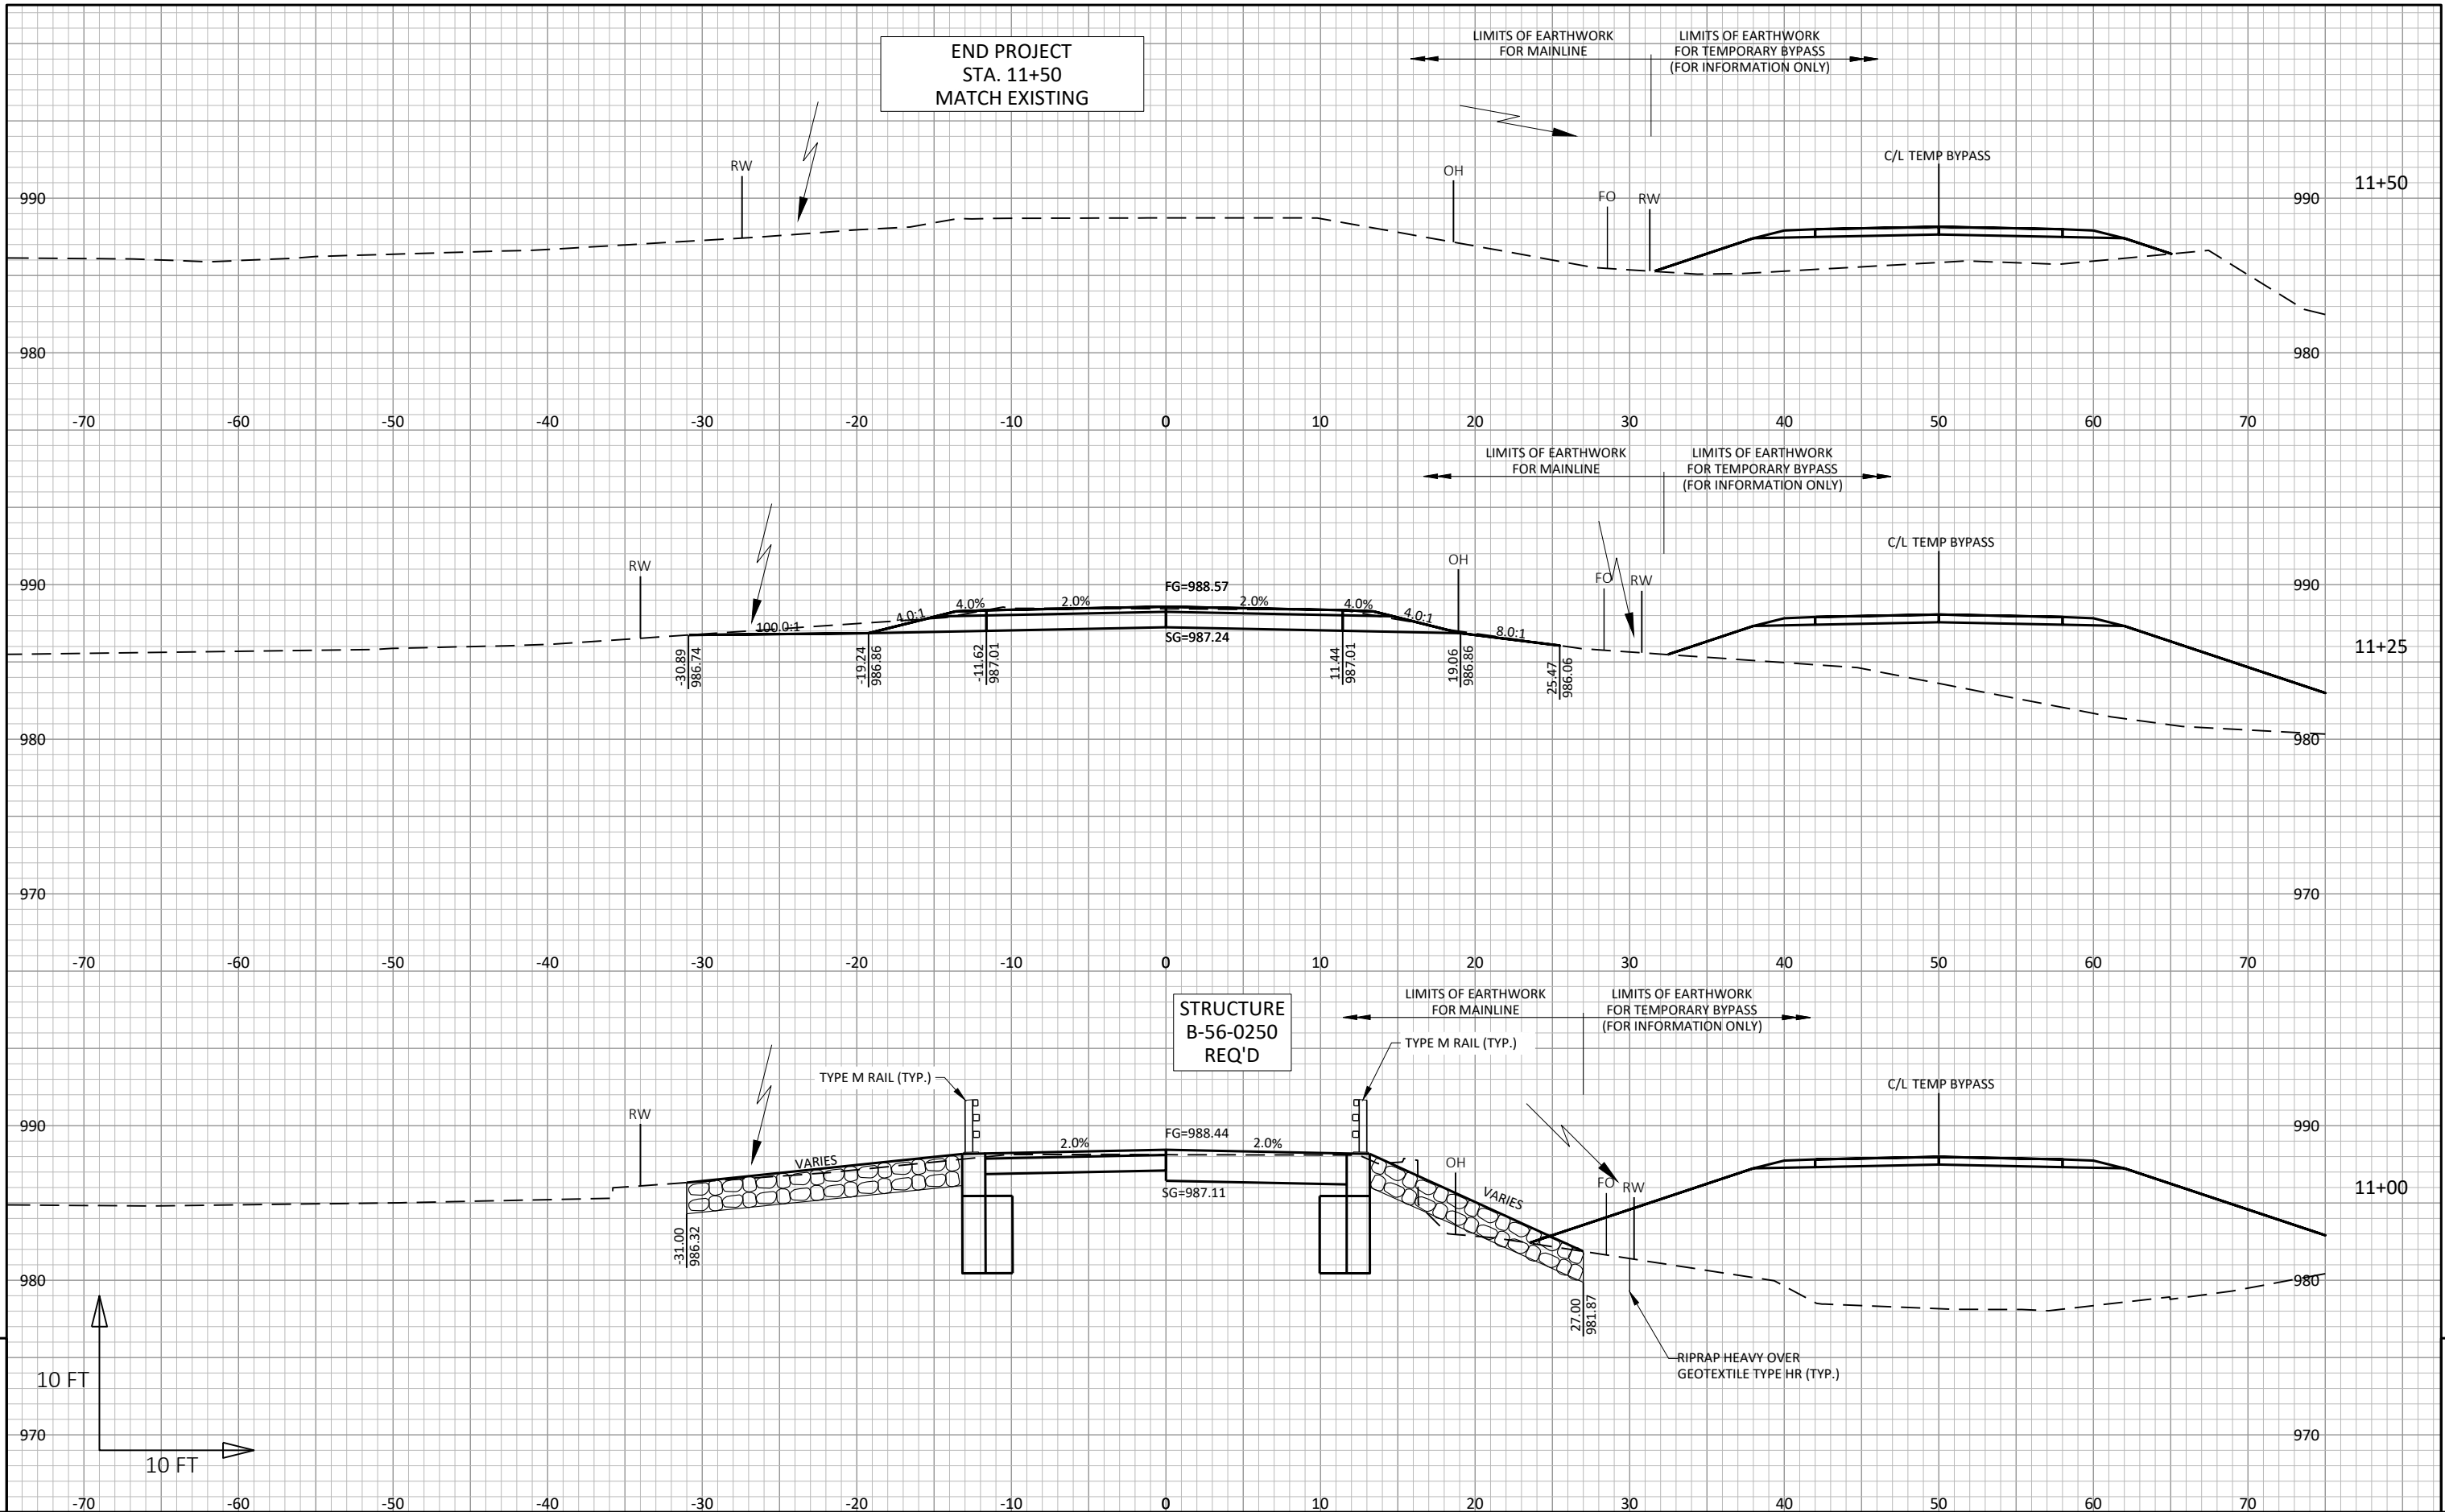 END PROJECT
STA. 11+50
MATCH EXISTING
LIMITS OF EARTHWORK
FOR MAINLINE
LIMITS OF EARTHWORK
FOR TEMPORARY BYPASS
(FOR INFORMATION ONLY)
C/L TEMP BYPASS
RW
OH
FO
RW
11+50
990
990
980
980
-70
-60
-50
-40
-30
-20
-10
0
10
20
30
40
50
60
70
LIMITS OF EARTHWORK
FOR MAINLINE
LIMITS OF EARTHWORK
FOR TEMPORARY BYPASS
(FOR INFORMATION ONLY)
C/L TEMP BYPASS
RW
OH
FO
RW
990
990
FG=988.57
4.0:1
4.0%
2.0%
2.0%
4.0%
4.0:1
100.0:1
8.0:1
SG=987.24
11+25
-30.89
986.74
-19.24
986.86
-11.62
987.01
11.44
987.01
19.06
986.86
25.47
986.06
980
980
970
970
-70
-60
-50
-40
-30
-20
-10
0
10
20
30
40
50
60
70
STRUCTURE
B-56-0250
REQ'D
LIMITS OF EARTHWORK
FOR MAINLINE
LIMITS OF EARTHWORK
FOR TEMPORARY BYPASS
(FOR INFORMATION ONLY)
TYPE M RAIL (TYP.)
TYPE M RAIL (TYP.)
C/L TEMP BYPASS
RW
990
990
FG=988.44
2.0%
2.0%
VARIES
OH
FO
RW
VARIES
SG=987.11
11+00
-31.00
986.32
27.00
981.87
980
980
RIPRAP HEAVY OVER
GEOTEXTILE TYPE HR (TYP.)
10 FT
10 FT
970
970
-70
-60
-50
-40
-30
-20
-10
0
10
20
30
40
50
60
70